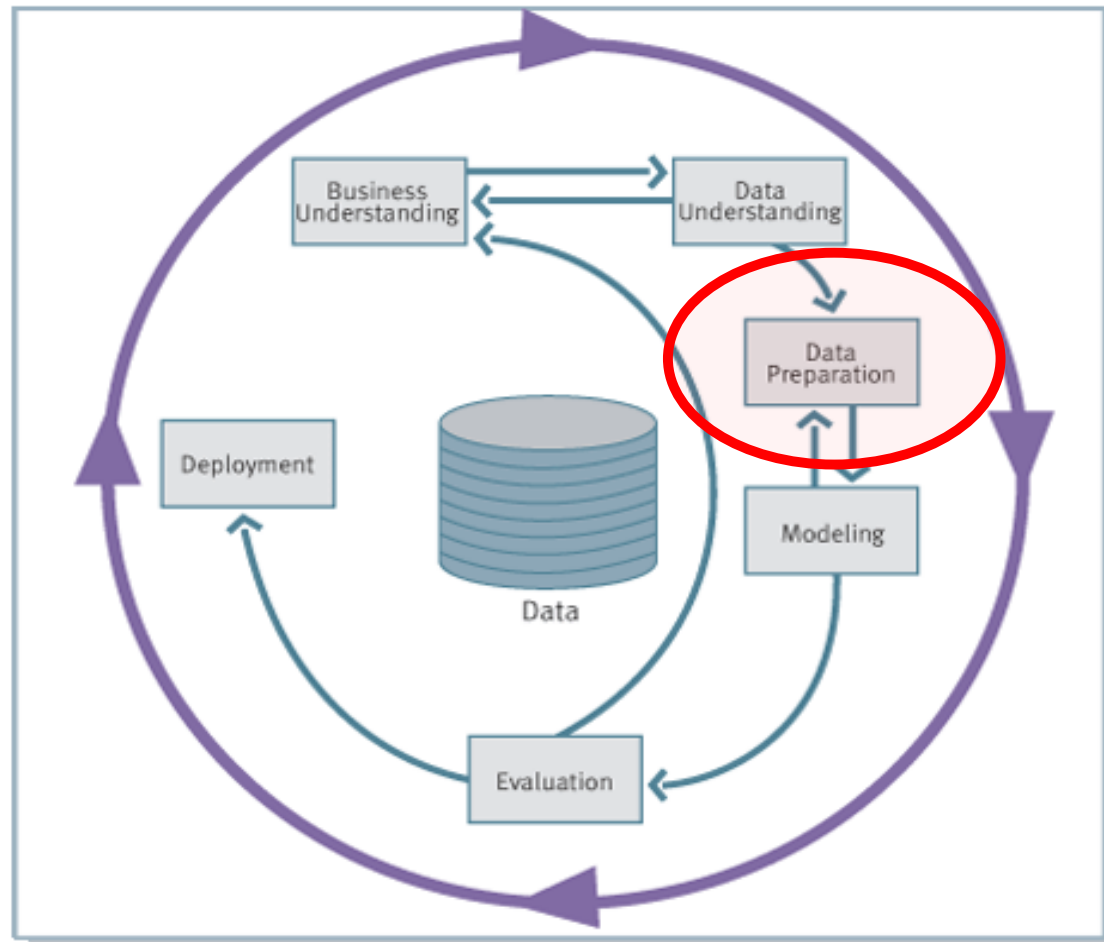 Business
Understanding
Data
Understanding
Data
Preparation
Deployment
Modeling
Data
Evaluation